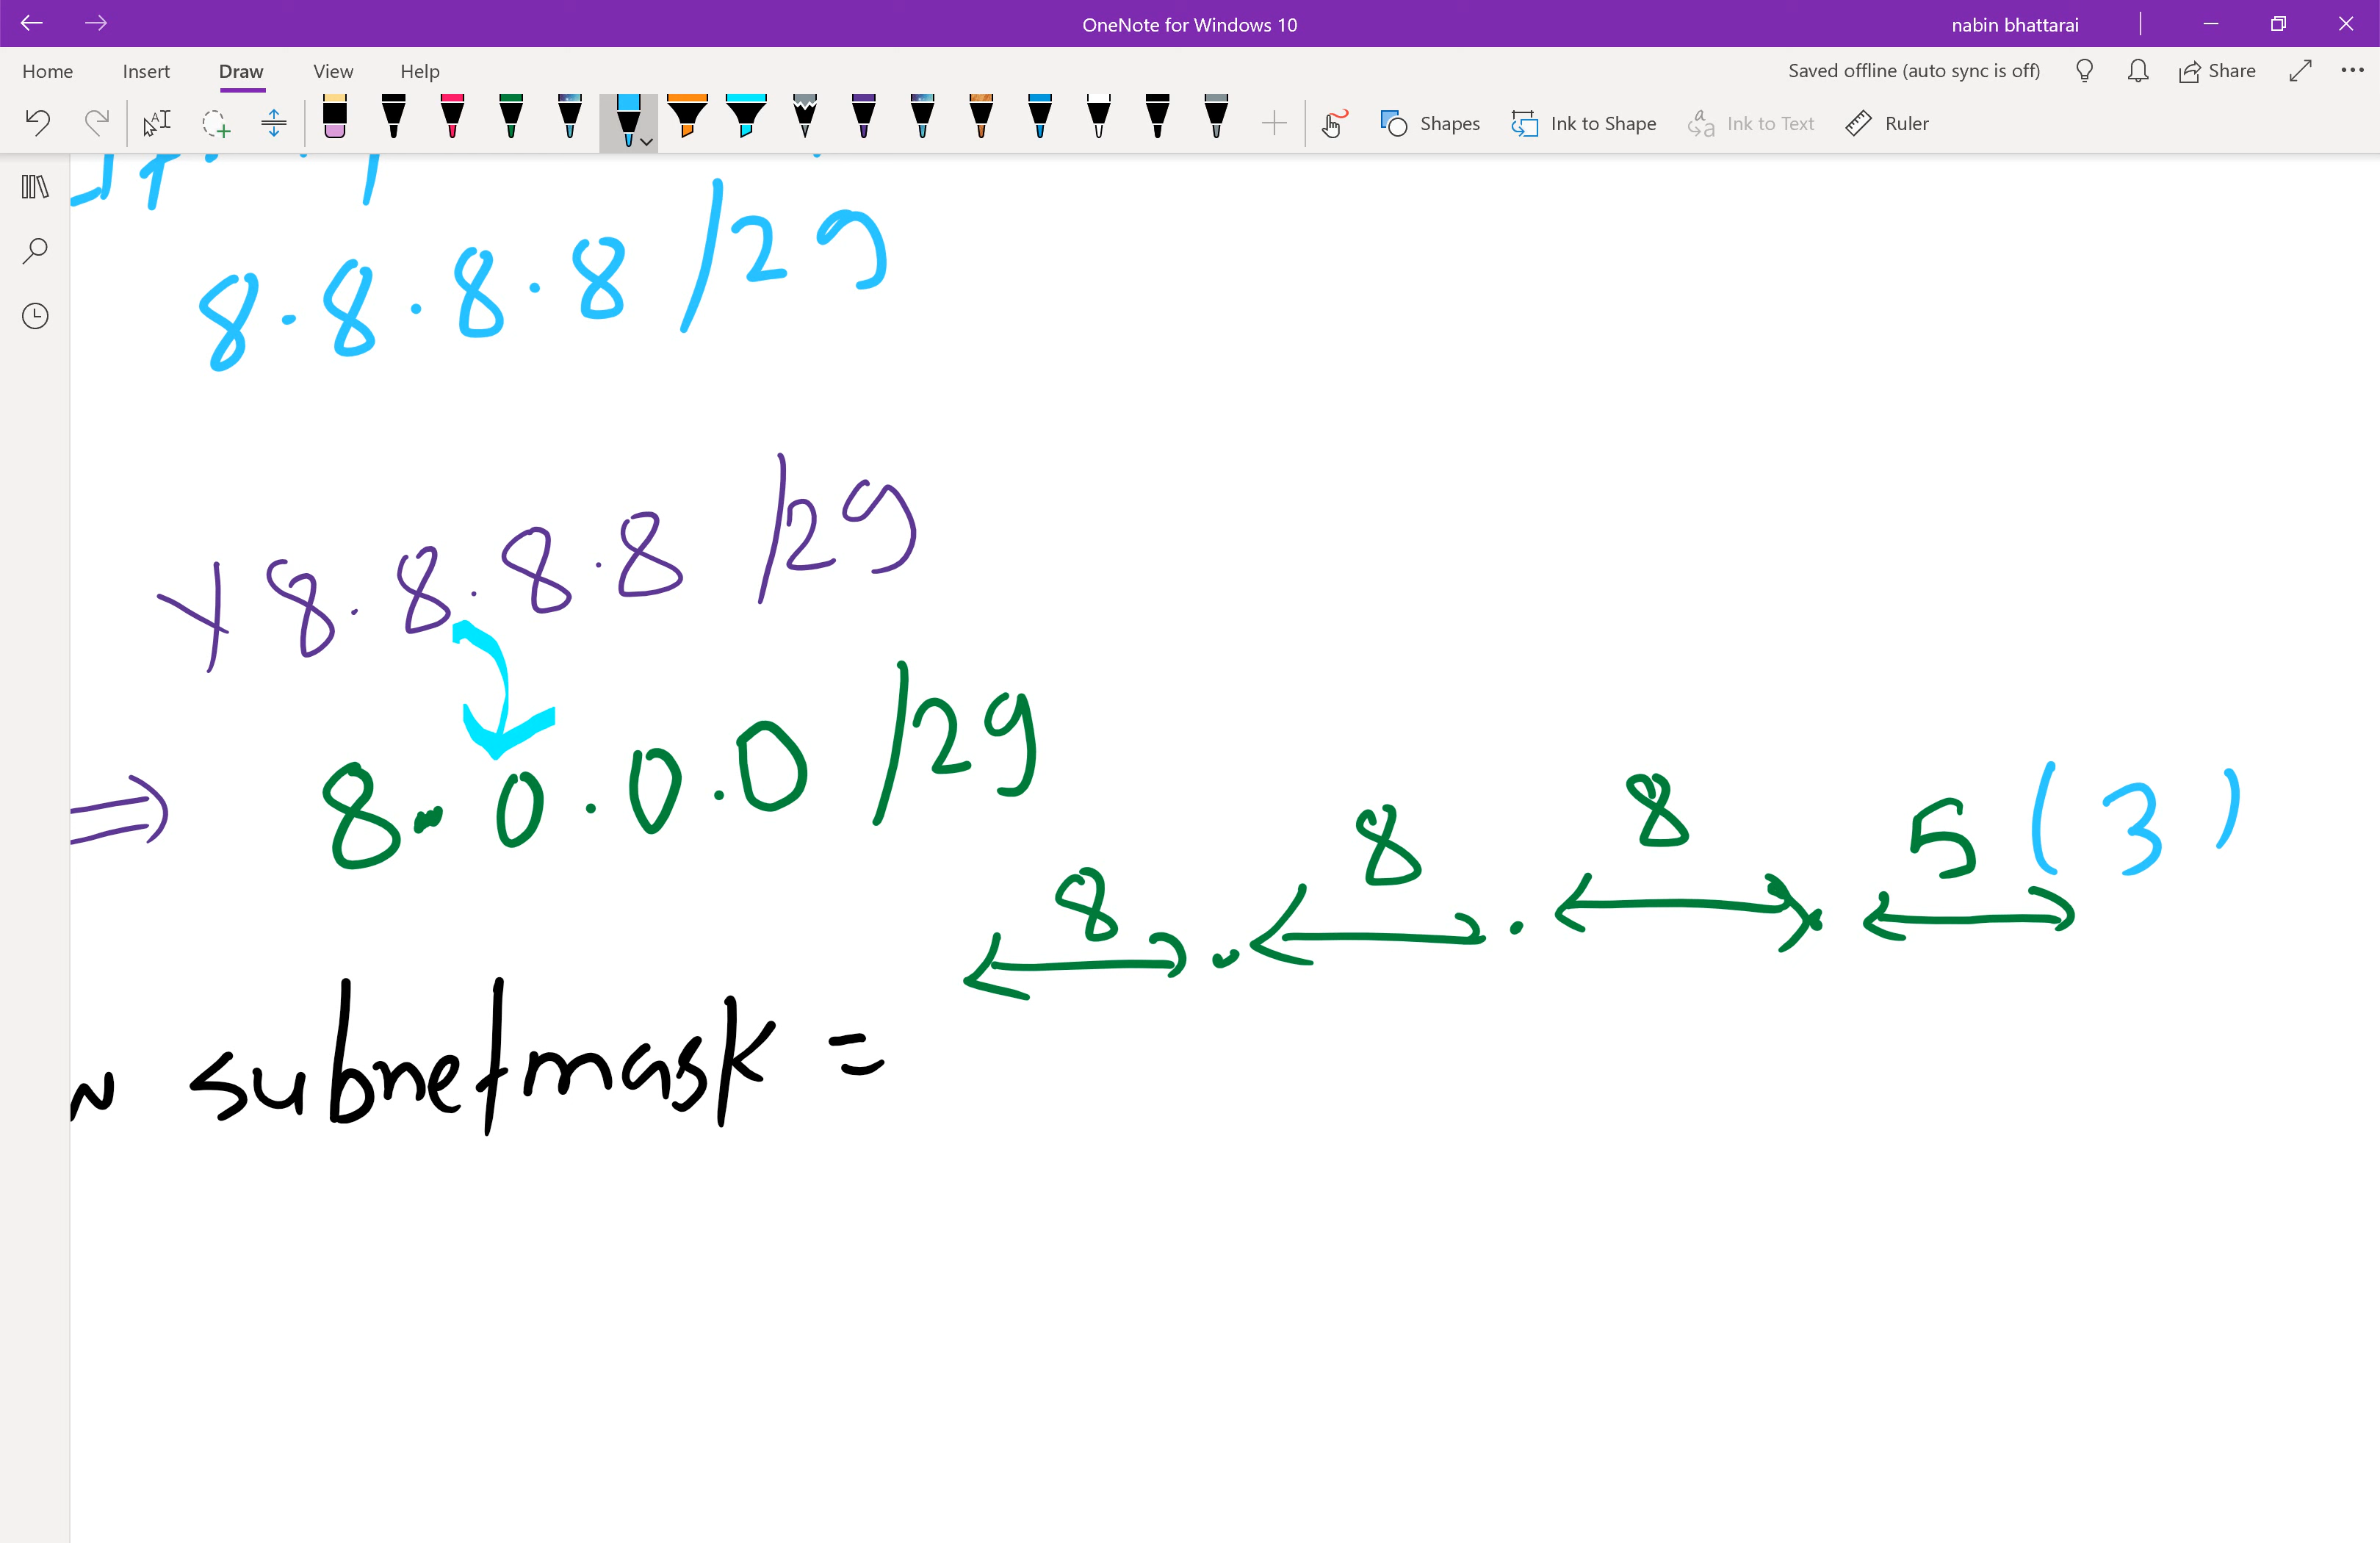 OneNote for Windows 10
nabin bhattarai
Home Insert Draw View Help
Saved offline (auto sync is off) Share
Shapes Ink to Shape Ink to Text Ruler
8.8.8.8 /29
8.8.8.8 /29
⇒ 8.0.0.0 /29
8 . 8 . 8 . 5 (3)
w subnetmask =